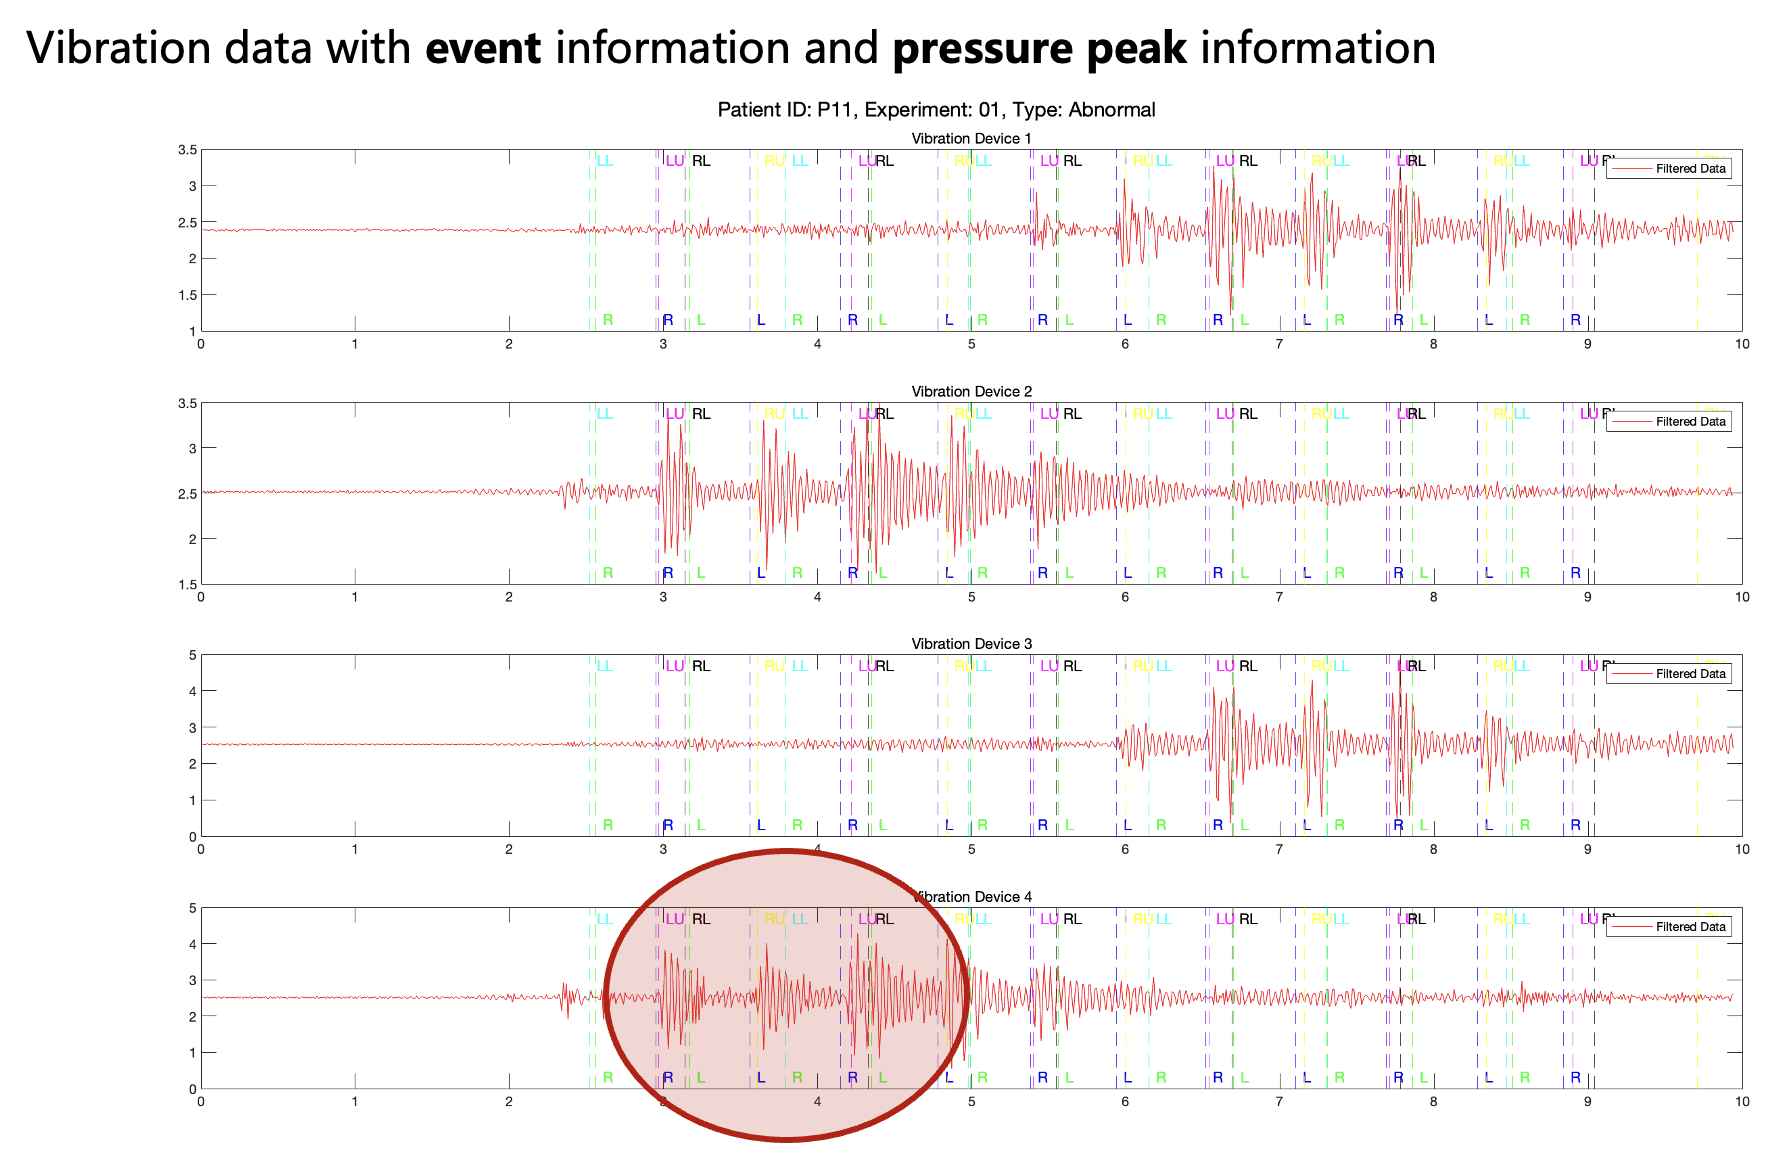 Vibration data with event information and pressure peak information
Patient ID: P11, Experiment: 01, Type: Abnormal
Vibration Device 1
3.5
3
2.5
2
1.5
1
LL LU RL RU LL LU RL RU LL LU RL RU LL LU RL RU LL LU RL RU LL LU
Filtered Data
R R L L R R L L R R L L R R L L R R L L R R
0 1 2 3 4 5 6 7 8 9 10
Vibration Device 2
3.5
3
2.5
2
1.5
LL LU RL RU LL LU RL RU LL LU RL RU LL LU RL RU LL LU RL RU LL LU
Filtered Data
R R L L R R L L R R L L R R L L R R L L R R
0 1 2 3 4 5 6 7 8 9 10
Vibration Device 3
5
4
3
2
1
0
LL LU RL RU LL LU RL RU LL LU RL RU LL LU RL RU LL LU RL RU LL LU
Filtered Data
R R L L R R L L R R L L R R L L R R L L R R
0 1 2 3 4 5 6 7 8 9 10
Vibration Device 4
5
4
3
2
1
0
LL LU RL RU LL LU RL RU LL LU RL RU LL LU RL RU LL LU RL RU LL LU
Filtered Data
R R L L R R L L R R L L R R L L R R L L R R
0 1 2 3 4 5 6 7 8 9 10